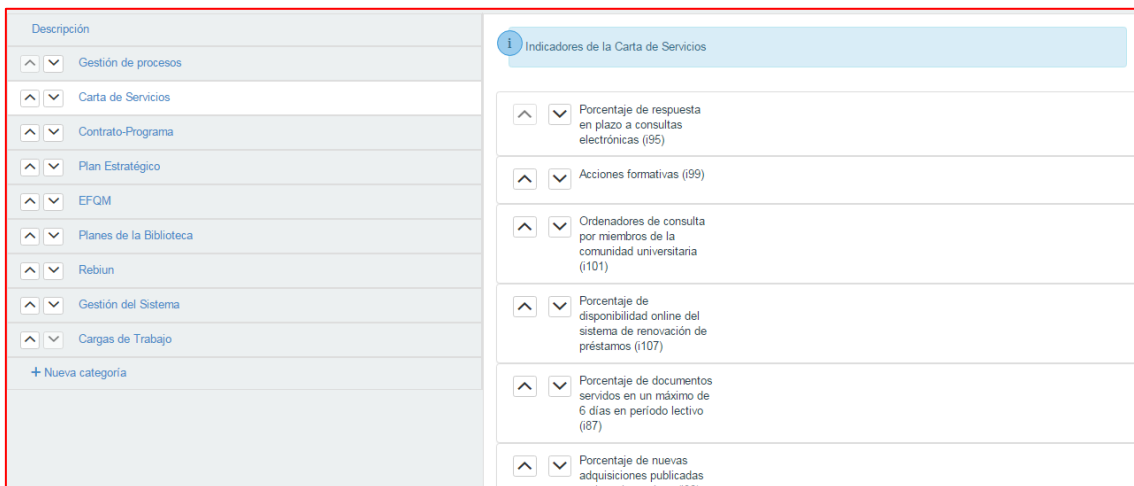 Descripción
Gestión de procesos
Carta de Servicios
Contrato-Programa
Plan Estratégico
EFQM
Planes de la Biblioteca
Rebiun
Gestión del Sistema
Cargas de Trabajo
+ Nueva categoría
i Indicadores de la Carta de Servicios
Porcentaje de respuesta
en plazo a consultas
electrónicas (i95)
Acciones formativas (i99)
Ordenadores de consulta
por miembros de la
comunidad universitaria
(i101)
Porcentaje de
disponibilidad online del
sistema de renovación de
préstamos (i107)
Porcentaje de documentos
servidos en un máximo de
6 días en período lectivo
(i87)
Porcentaje de nuevas
adquisiciones publicadas